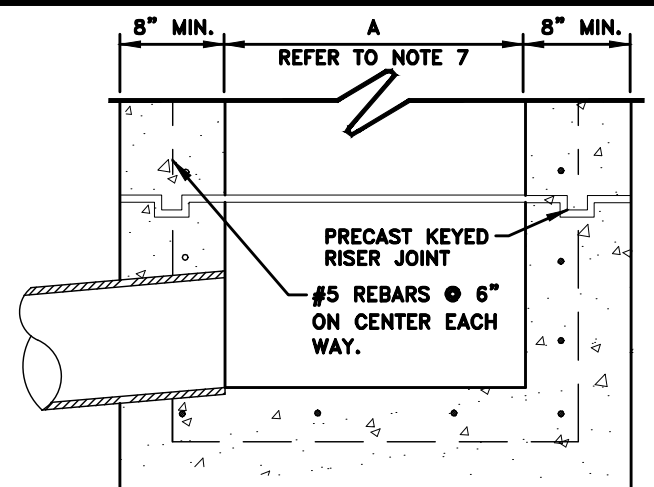 8” MIN.
A
8” MIN.
REFER TO NOTE 7
PRECAST KEYED
RISER JOINT
#5 REBARS @ 6”
ON CENTER EACH
WAY.